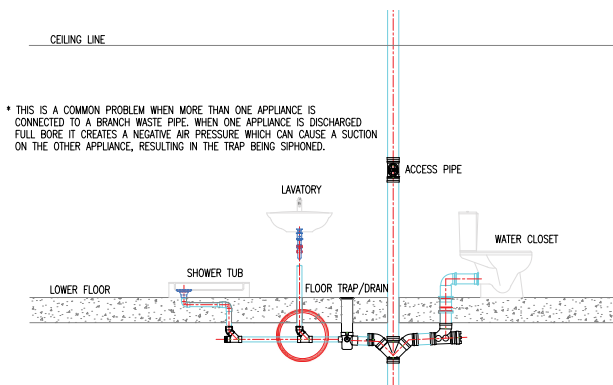 CEILING LINE
* THIS IS A COMMON PROBLEM WHEN MORE THAN ONE APPLIANCE IS
CONNECTED TO A BRANCH WASTE PIPE. WHEN ONE APPLIANCE IS DISCHARGED
FULL BORE IT CREATES A NEGATIVE AIR PRESSURE WHICH CAN CAUSE A SUCTION
ON THE OTHER APPLIANCE, RESULTING IN THE TRAP BEING SIPHONED.
ACCESS PIPE
LAVATORY
WATER CLOSET
SHOWER TUB
LOWER FLOOR
FLOOR TRAP/DRAIN